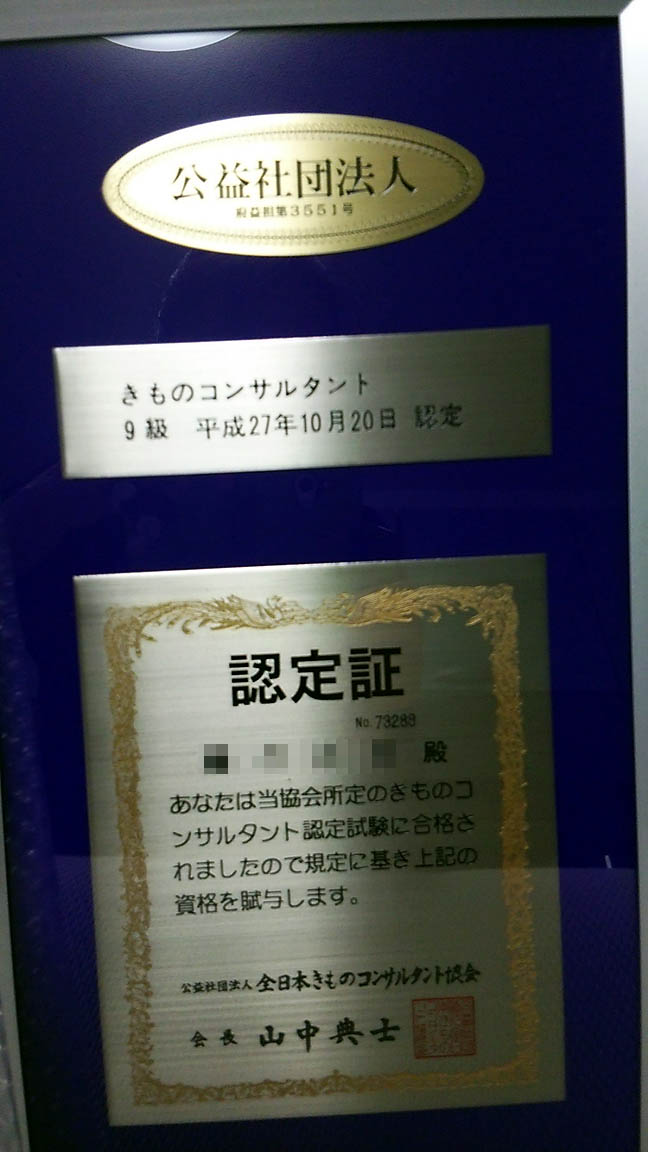 公益社団法人
府益担第3551号
きものコンサルタント
9級 平成27年10月20日 認定
認定証
No.73288
殿
あなたは当協会所定のきものコ
ンサルタント認定試験に合格さ
れましたので規定に基き上記の
資格を賦与します。
公益社団法人 全日本きものコンサルタント協会
会長 山中典士